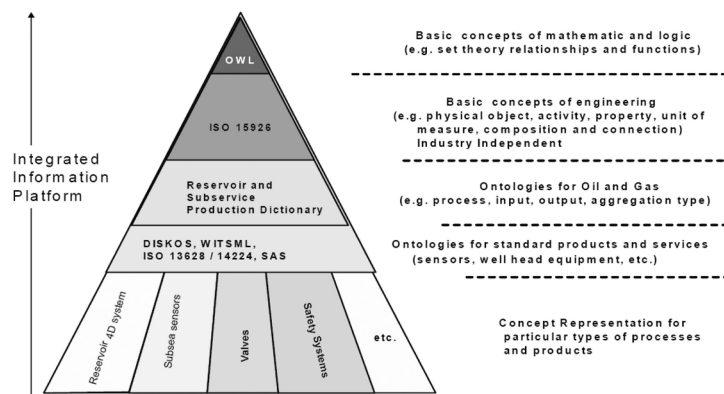 Integrated
Information
Platform
OWL
ISO 15926
Reservoir and
Subservice
Production Dictionary
DISKOS, WITSML,
ISO 13628 / 14224, SAS
Reservoir 4D system
Subsea sensors
Valves
Safety Systems
etc.
Basic concepts of mathematic and logic
(e.g. set theory relationships and functions)
Basic concepts of engineering
(e.g. physical object, activity, property, unit of
measure, composition and connection)
Industry Independent
Ontologies for Oil and Gas
(e.g. process, input, output, aggregation type)
Ontologies for standard products and services
(sensors, well head equipment, etc.)
Concept Representation for
particular types of processes
and products